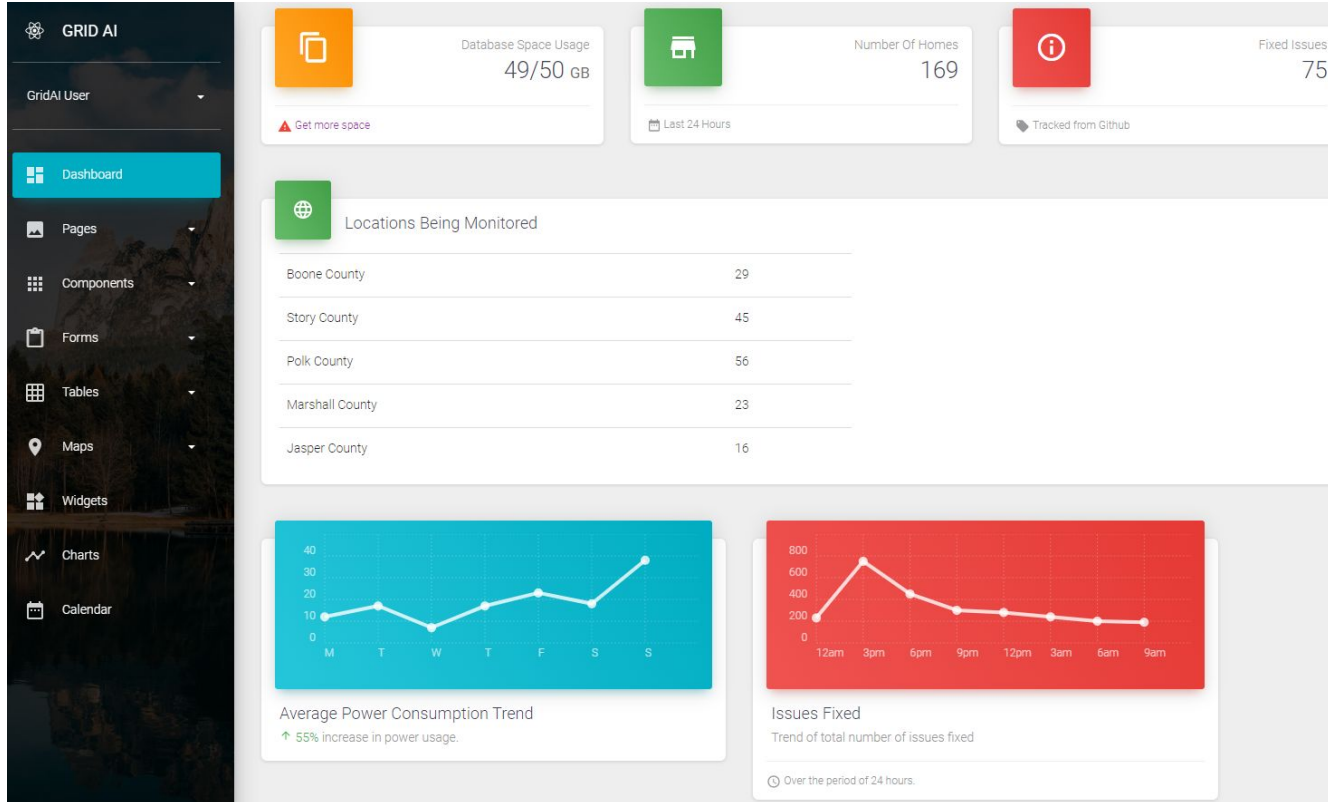 GRID AI
GridAI User
Dashboard
Pages
Components
Forms
Tables
Maps
Widgets
Charts
Calendar
Database Space Usage
49/50 GB
Get more space
Number Of Homes
169
Last 24 Hours
Fixed Issues
75
Tracked from Github
Locations Being Monitored
Boone County 29
Story County 45
Polk County 56
Marshall County 23
Jasper County 16
40
30
20
10
0
M T W T F S S
Average Power Consumption Trend
55% increase in power usage.
800
600
400
200
0
12am 3pm 6pm 9pm 12pm 3am 6am 9am
Issues Fixed
Trend of total number of issues fixed
Over the period of 24 hours.